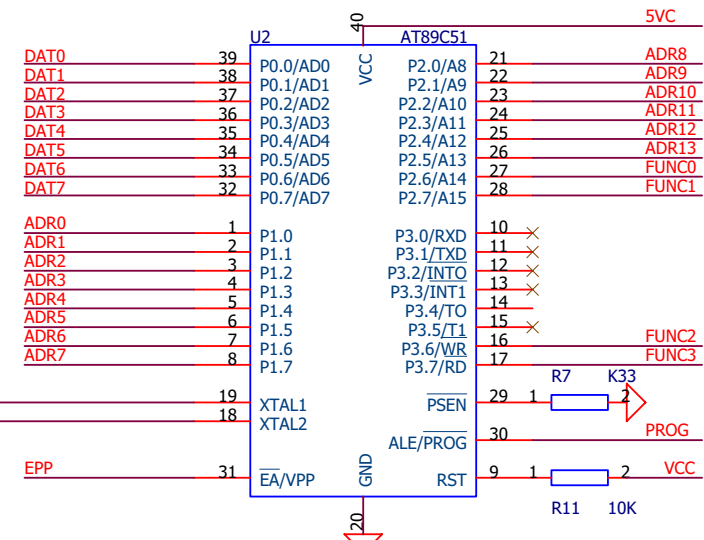 5VC
40
U2 AT89C51
VCC
DAT0 39 P0.0/AD0 P2.0/A8 21 ADR8
DAT1 38 P0.1/AD1 P2.1/A9 22 ADR9
DAT2 37 P0.2/AD2 P2.2/A10 23 ADR10
DAT3 36 P0.3/AD3 P2.3/A11 24 ADR11
DAT4 35 P0.4/AD4 P2.4/A12 25 ADR12
DAT5 34 P0.5/AD5 P2.5/A13 26 ADR13
DAT6 33 P0.6/AD6 P2.6/A14 27 FUNC0
DAT7 32 P0.7/AD7 P2.7/A15 28 FUNC1
ADR0 1 P1.0 P3.0/RXD 10
ADR1 2 P1.1 P3.1/TXD 11
ADR2 3 P1.2 P3.2/INTO 12
ADR3 4 P1.3 P3.3/INT1 13
ADR4 5 P1.4 P3.4/TO 14
ADR5 6 P1.5 P3.5/T1 15
ADR6 7 P1.6 P3.6/WR 16 FUNC2
ADR7 8 P1.7 P3.7/RD 17 FUNC3
R7 K33
19 XTAL1 PSEN 29 1 2
18 XTAL2
ALE/PROG 30 PROG
EPP 31 EA/VPP RST 9 1 2 VCC
GND
R11 10K
20